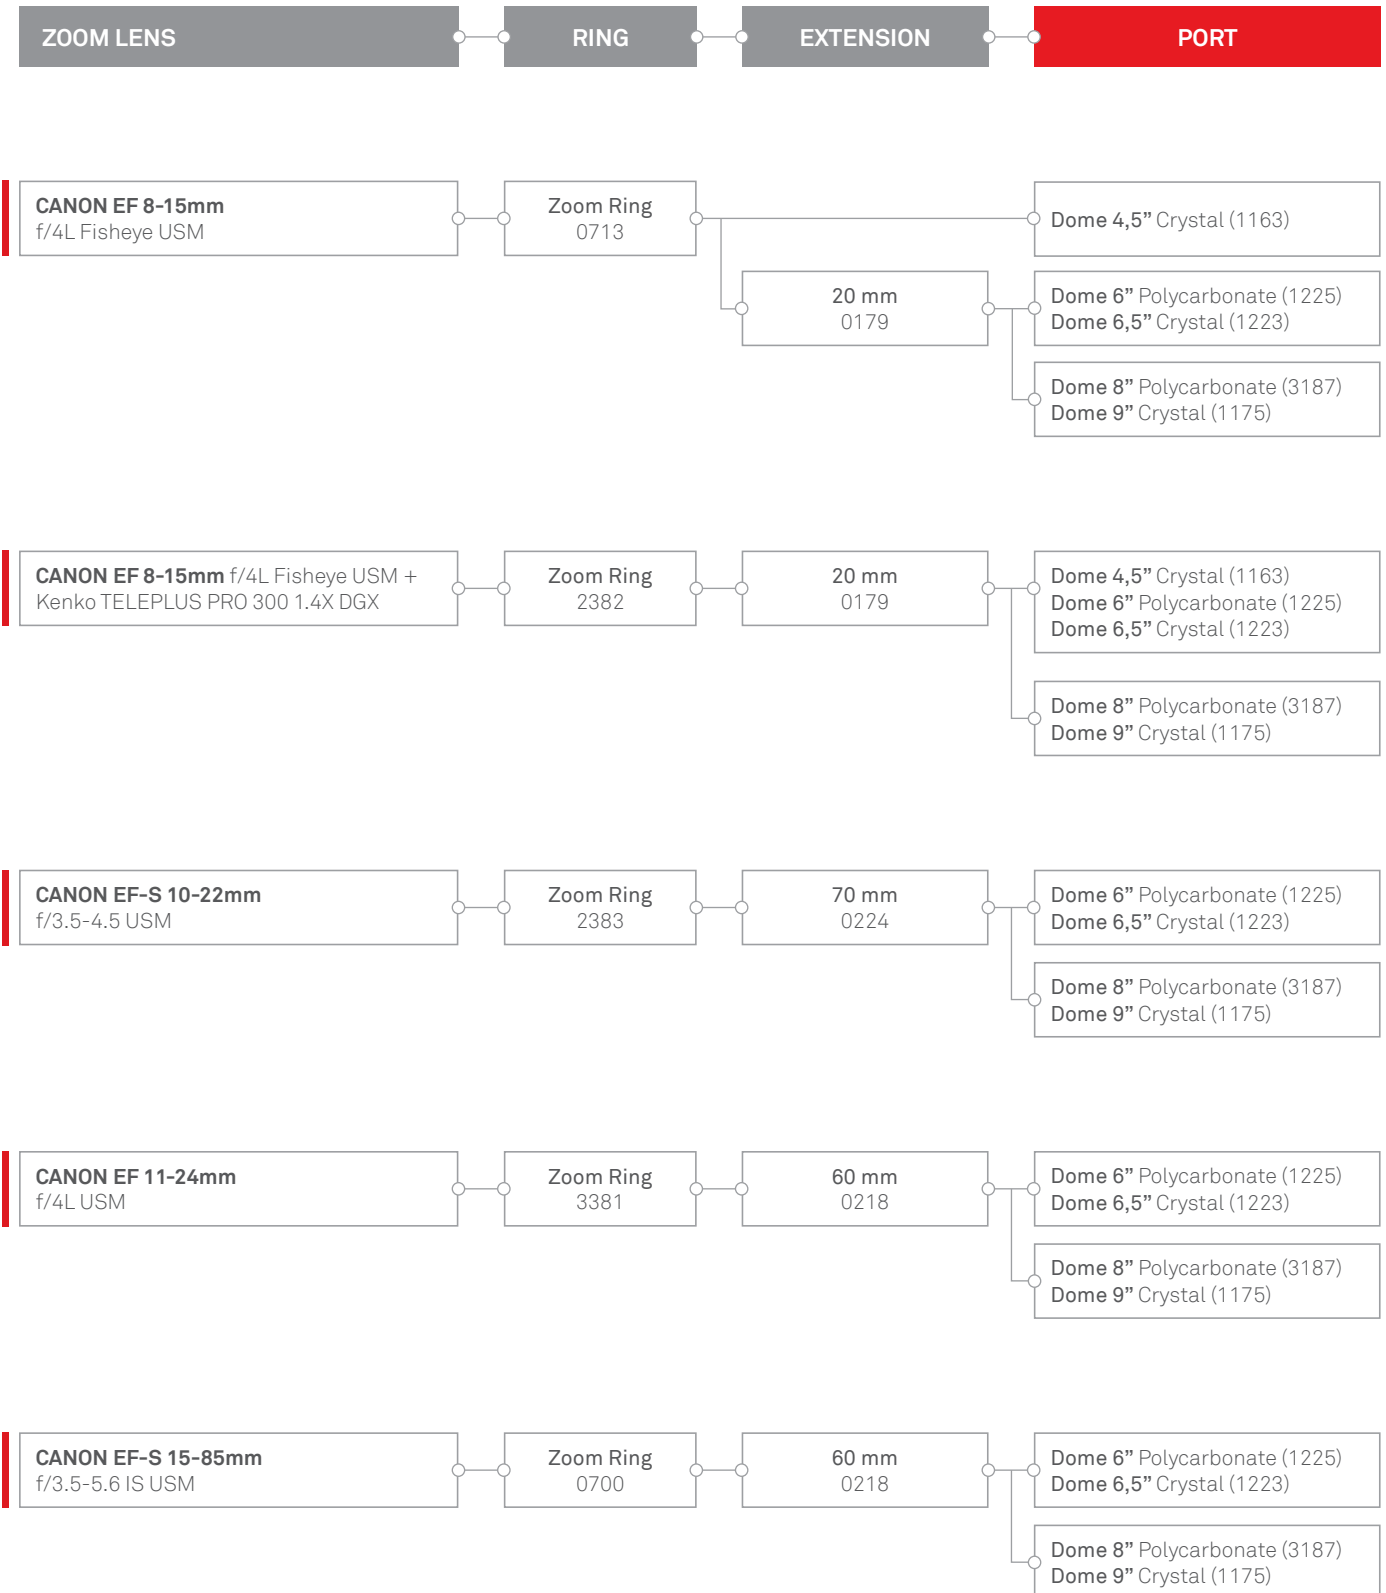 ZOOM LENS
RING
EXTENSION
PORT
CANON EF 8-15mm
f/4L Fisheye USM
Zoom Ring
0713
Dome 4,5” Crystal (1163)
20 mm
0179
Dome 6” Polycarbonate (1225)
Dome 6,5” Crystal (1223)
Dome 8” Polycarbonate (3187)
Dome 9” Crystal (1175)
CANON EF 8-15mm f/4L Fisheye USM +
Kenko TELEPLUS PRO 300 1.4X DGX
Zoom Ring
2382
20 mm
0179
Dome 4,5” Crystal (1163)
Dome 6” Polycarbonate (1225)
Dome 6,5” Crystal (1223)
Dome 8” Polycarbonate (3187)
Dome 9” Crystal (1175)
CANON EF-S 10-22mm
f/3.5-4.5 USM
Zoom Ring
2383
70 mm
0224
Dome 6” Polycarbonate (1225)
Dome 6,5” Crystal (1223)
Dome 8” Polycarbonate (3187)
Dome 9” Crystal (1175)
CANON EF 11-24mm
f/4L USM
Zoom Ring
3381
60 mm
0218
Dome 6” Polycarbonate (1225)
Dome 6,5” Crystal (1223)
Dome 8” Polycarbonate (3187)
Dome 9” Crystal (1175)
CANON EF-S 15-85mm
f/3.5-5.6 IS USM
Zoom Ring
0700
60 mm
0218
Dome 6” Polycarbonate (1225)
Dome 6,5” Crystal (1223)
Dome 8” Polycarbonate (3187)
Dome 9” Crystal (1175)